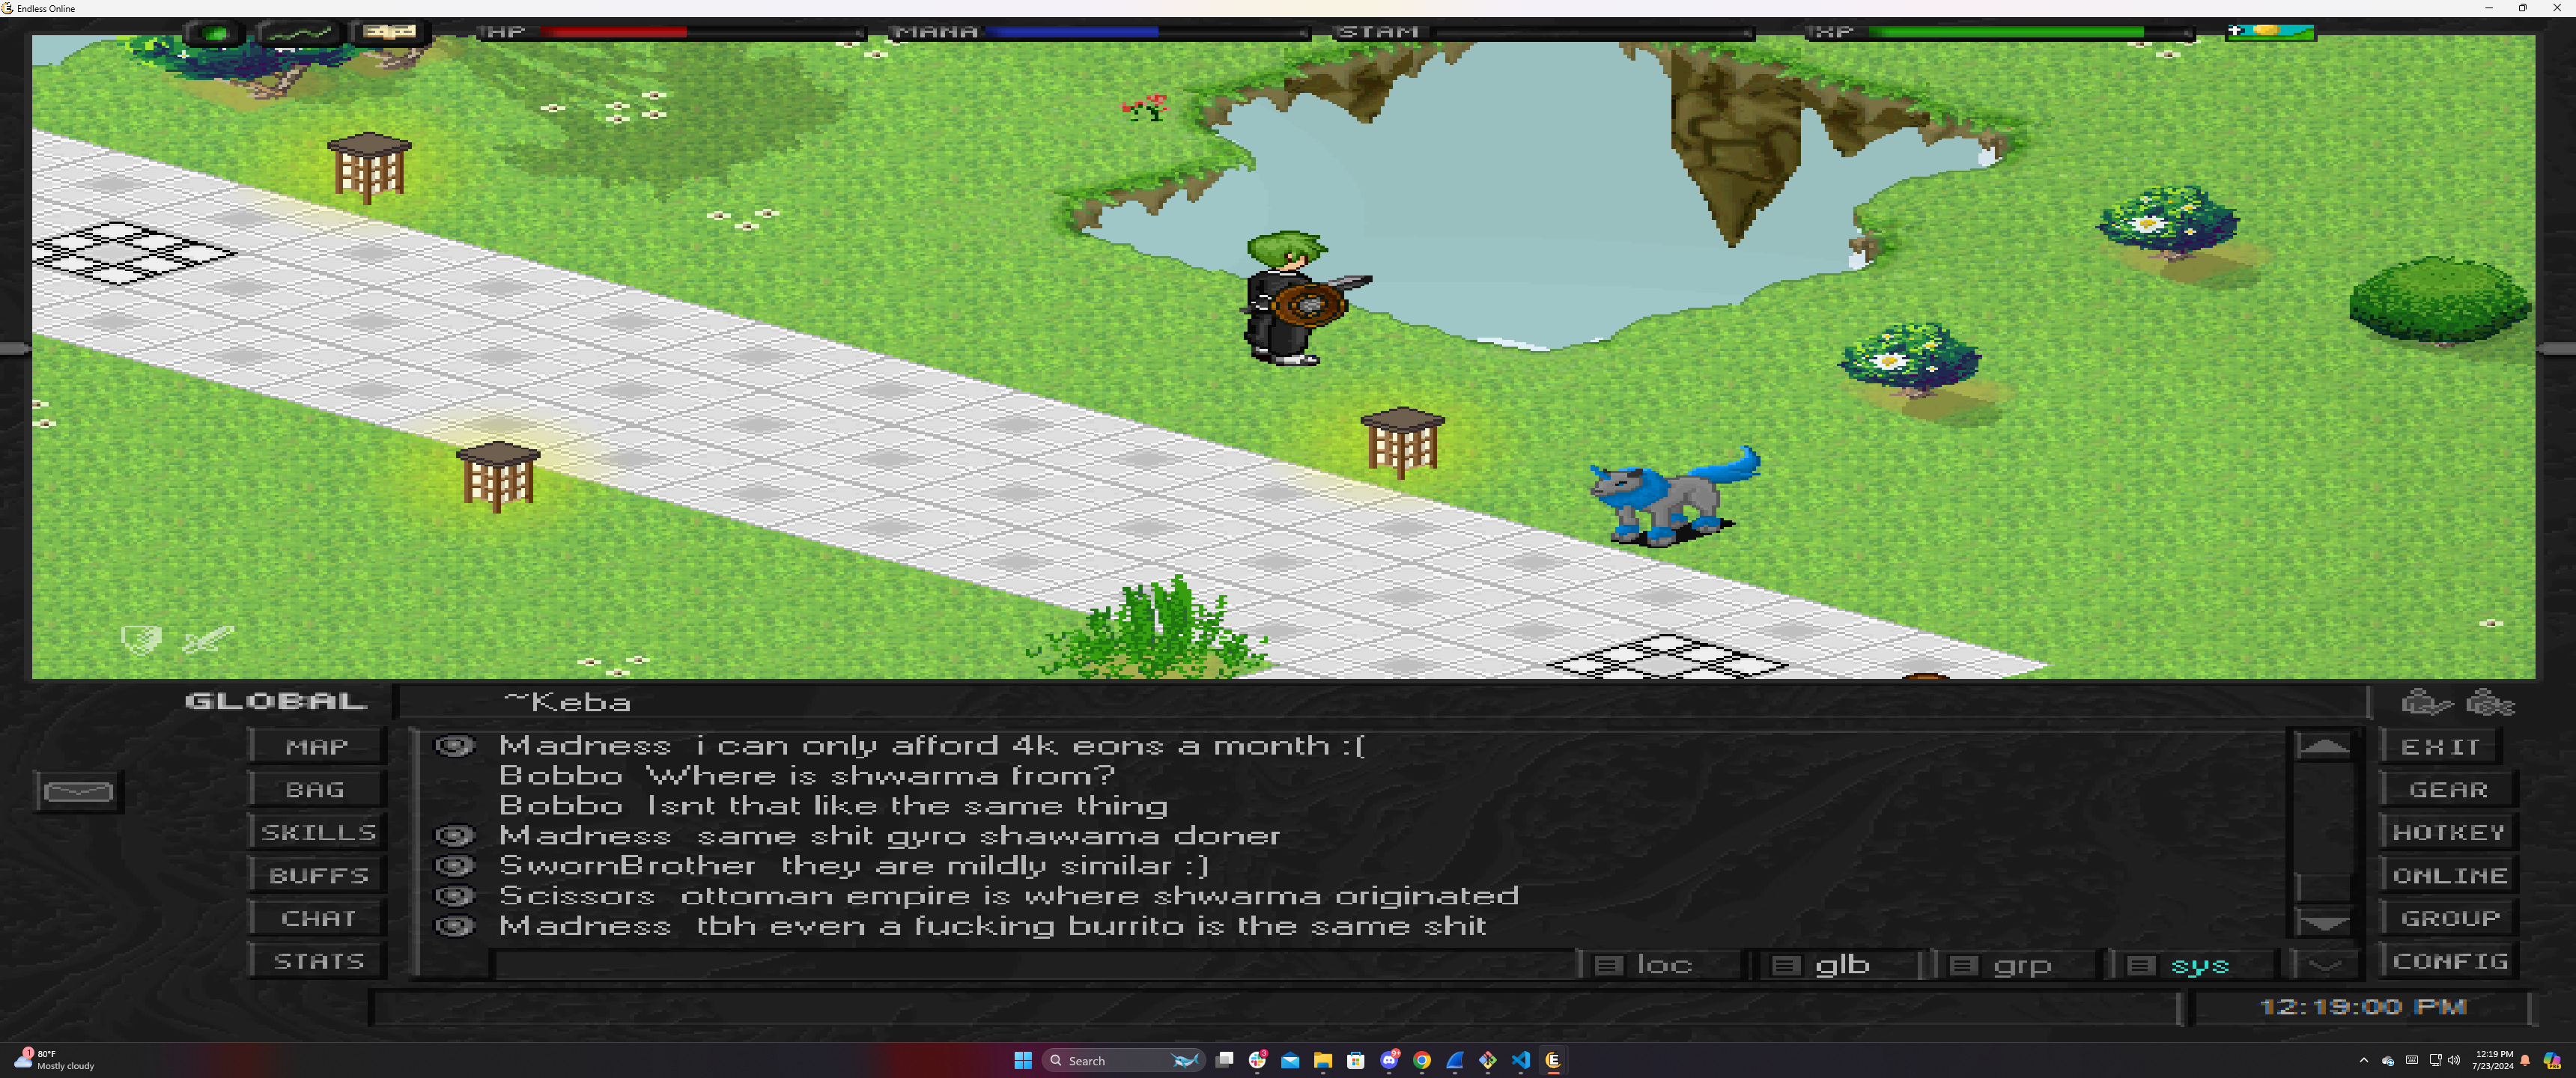 Endless Online
HP
MANA
STAM
XP
GLOBAL
~Keba
MAP
BAG
SKILLS
BUFFS
CHAT
STATS
Madness i can only afford 4k eons a month :(
Bobbo Where is shwarma from?
Bobbo Isnt that like the same thing
Madness same shit gyro shawama doner
SwornBrother they are mildly similar :)
Scissors ottoman empire is where shwarma originated
Madness tbh even a fucking burrito is the same shit
loc
glb
grp
sys
EXIT
GEAR
HOTKEY
ONLINE
GROUP
CONFIG
12:19:00 PM
1
80°F
Mostly cloudy
Search
3
9+
12:19 PM
7/23/2024